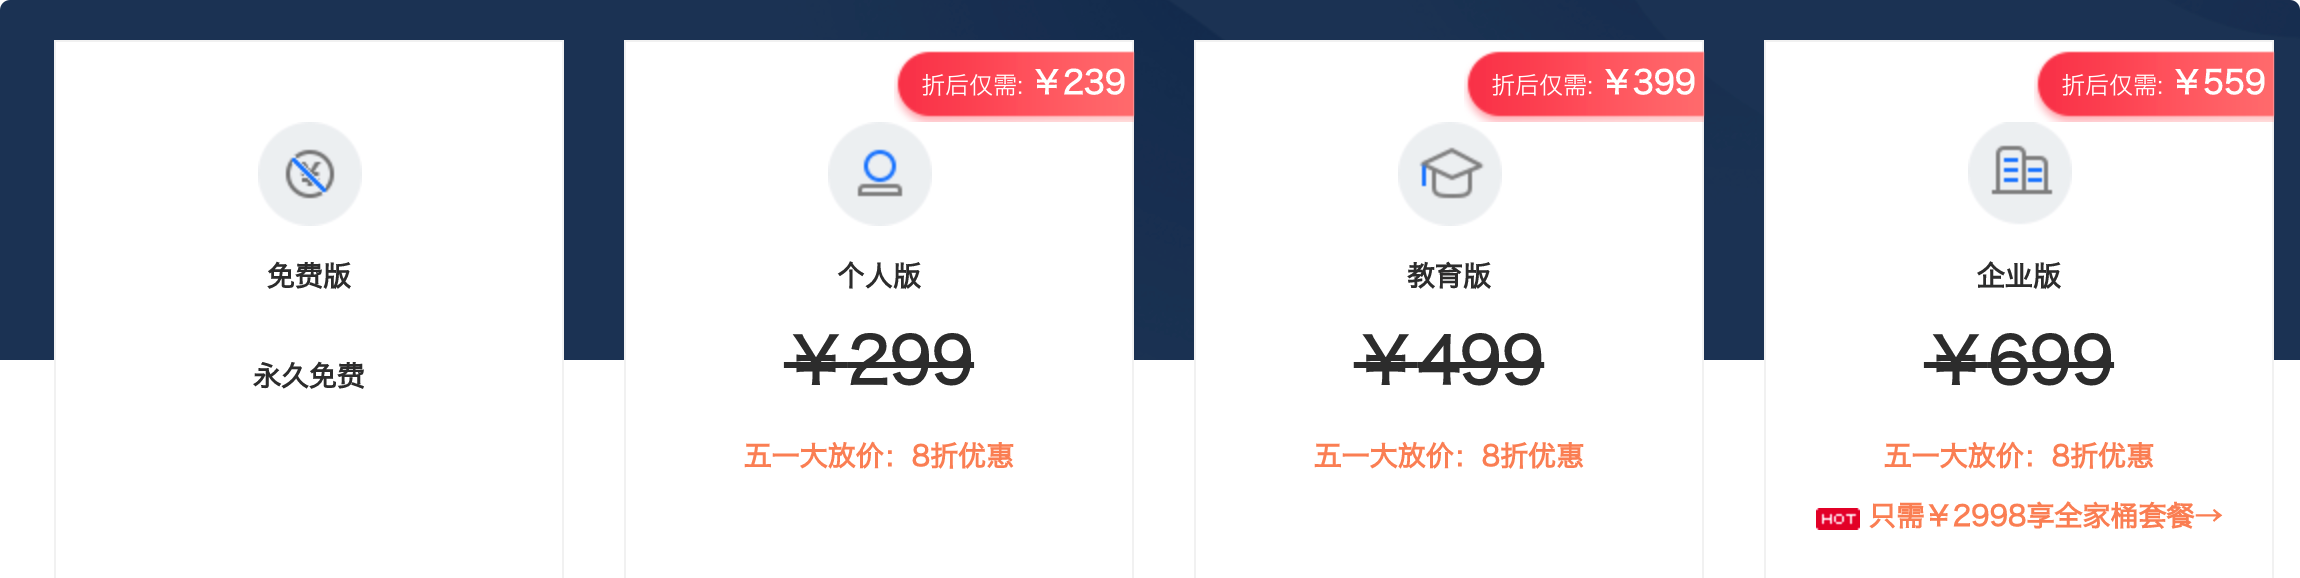 免费版
永久免费
折后仅需: ¥239
个人版
¥299
五一大放价：8折优惠
折后仅需: ¥399
教育版
¥499
五一大放价：8折优惠
折后仅需: ¥559
企业版
¥699
五一大放价：8折优惠
HOT 只需¥2998享全家桶套餐→